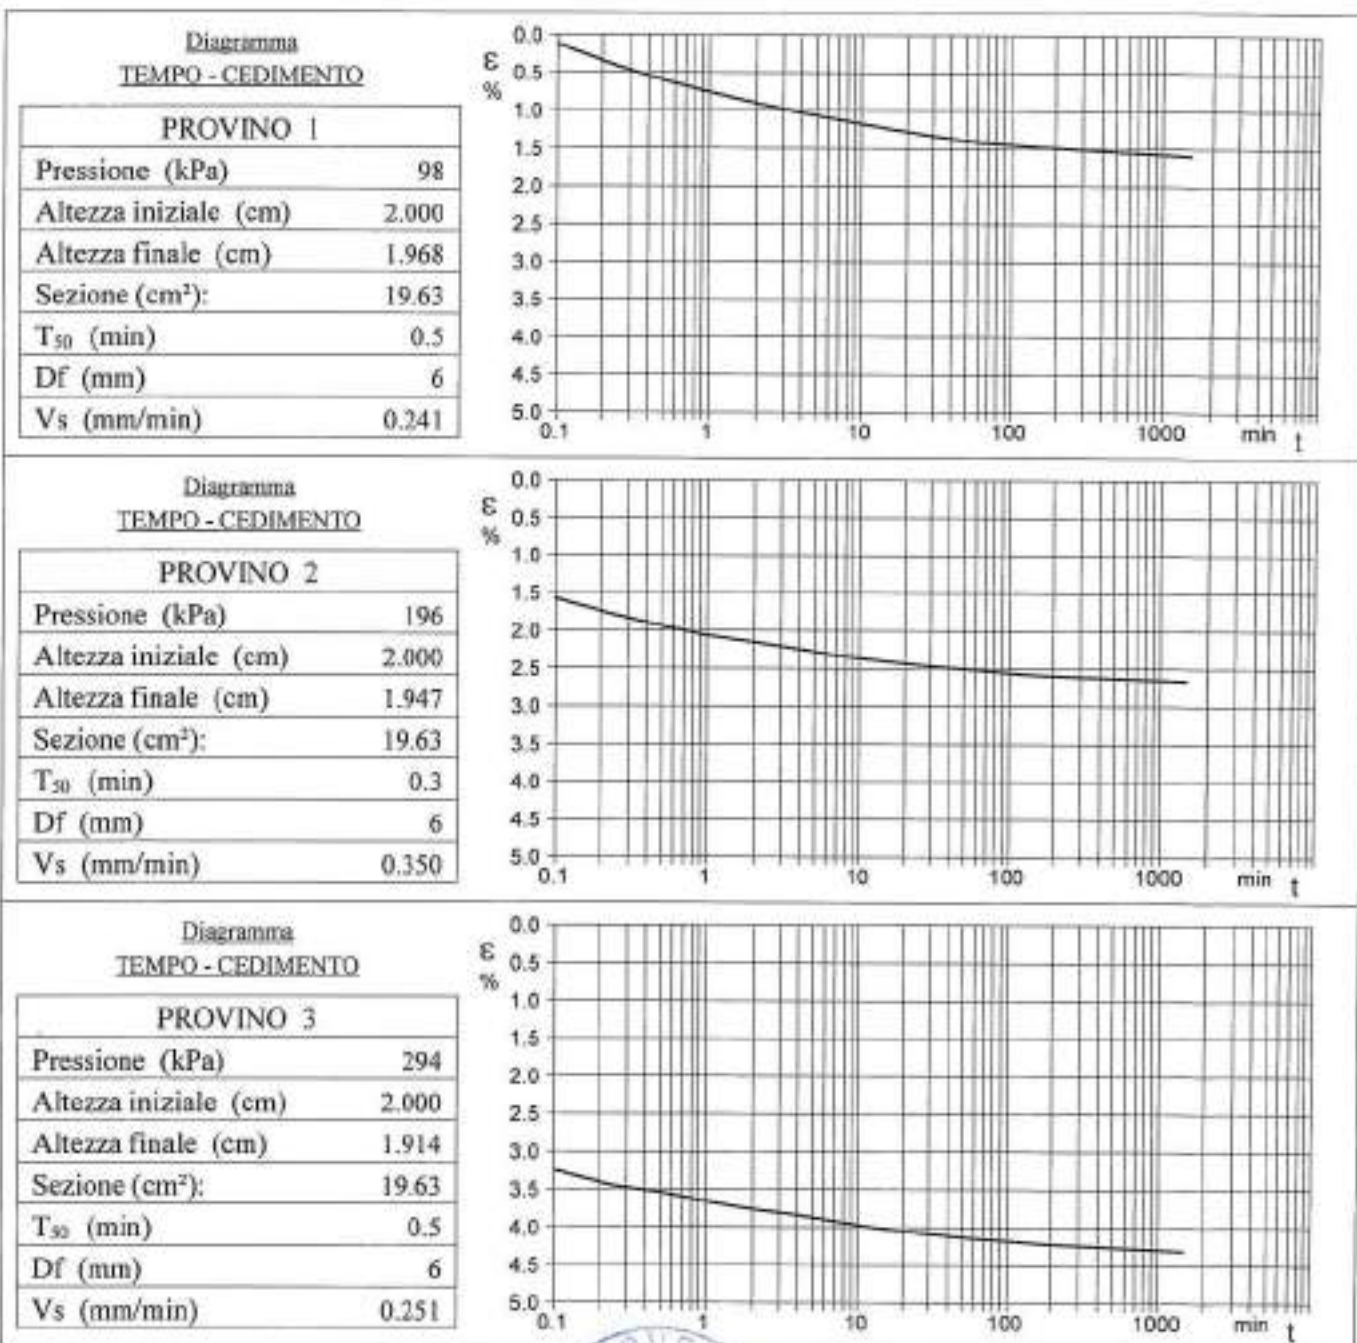 Diagramma
TEMPO - CEDIMENTO
PROVINO 1
Pressione (kPa) 98
Altezza iniziale (cm) 2.000
Altezza finale (cm) 1.968
Sezione (cm²): 19.63
T₅₀ (min) 0.5
Df (mm) 6
Vs (mm/min) 0.241
ε
%
0.0
0.5
1.0
1.5
2.0
2.5
3.0
3.5
4.0
4.5
5.0
0.1 1 10 100 1000 min t
Diagramma
TEMPO - CEDIMENTO
PROVINO 2
Pressione (kPa) 196
Altezza iniziale (cm) 2.000
Altezza finale (cm) 1.947
Sezione (cm²): 19.63
T₅₀ (min) 0.3
Df (mm) 6
Vs (mm/min) 0.350
ε
%
0.0
0.5
1.0
1.5
2.0
2.5
3.0
3.5
4.0
4.5
5.0
0.1 1 10 100 1000 min t
Diagramma
TEMPO - CEDIMENTO
PROVINO 3
Pressione (kPa) 294
Altezza iniziale (cm) 2.000
Altezza finale (cm) 1.914
Sezione (cm²): 19.63
T₅₀ (min) 0.5
Df (mm) 6
Vs (mm/min) 0.251
ε
%
0.0
0.5
1.0
1.5
2.0
2.5
3.0
3.5
4.0
4.5
5.0
0.1 1 10 100 1000 min t